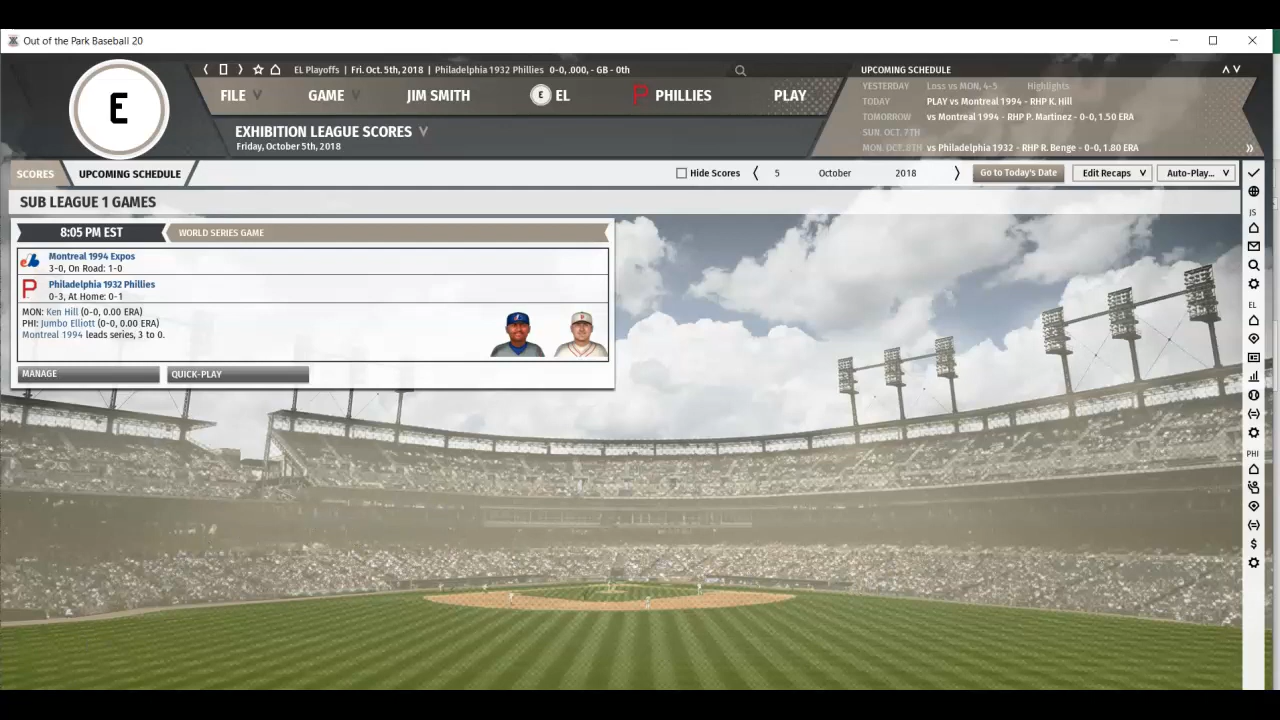 Out of the Park Baseball 20
EL Playoffs | Fri. Oct. 5th, 2018 | Philadelphia 1932 Phillies 0-0, .000, - GB - 0th
E
FILE GAME JIM SMITH E EL P PHILLIES PLAY
EXHIBITION LEAGUE SCORES
Friday, October 5th, 2018
UPCOMING SCHEDULE
YESTERDAY Loss vs MON, 4-5 Highlights
TODAY PLAY vs Montreal 1994 - RHP K. Hill
TOMORROW vs Montreal 1994 - RHP P. Martinez - 0-0, 1.50 ERA
SUN. OCT. 7TH
MON. OCT. 8TH vs Philadelphia 1932 - RHP R. Benge - 0-0, 1.80 ERA
SCORES UPCOMING SCHEDULE Hide Scores 5 October 2018 Go to Today's Date Edit Recaps Auto-Play...
SUB LEAGUE 1 GAMES
8:05 PM EST WORLD SERIES GAME
Montreal 1994 Expos
3-0, On Road: 1-0
P Philadelphia 1932 Phillies
0-3, At Home: 0-1
MON: Ken Hill (0-0, 0.00 ERA)
PHI: Jumbo Elliott (0-0, 0.00 ERA)
Montreal 1994 leads series, 3 to 0.
MANAGE QUICK-PLAY
JS
EL
PHI
$